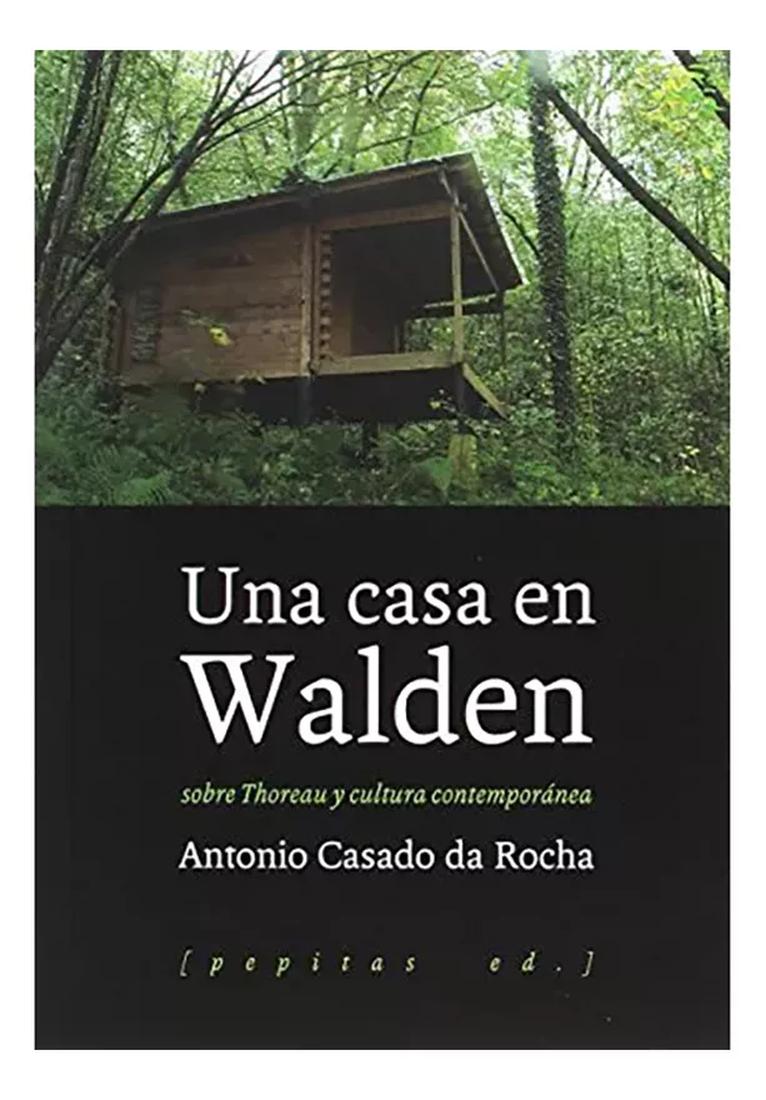 Una casa en
Walden
sobre Thoreau y cultura contemporánea
Antonio Casado da Rocha
[pepitas ed.]